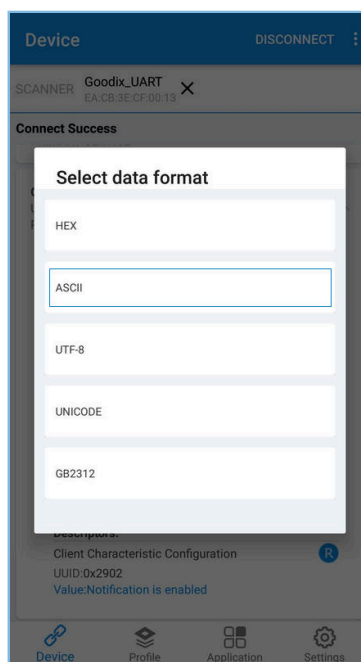 Device
DISCONNECT
SCANNER
Goodix_UART
EA:CB:3E:CF:00:13
Connect Success
Select data format
HEX
ASCII
UTF-8
UNICODE
GB2312
Descriptors:
Client Characteristic Configuration
R
UUID:0x2902
Value:Notification is enabled
Device
Profile
Application
Settings